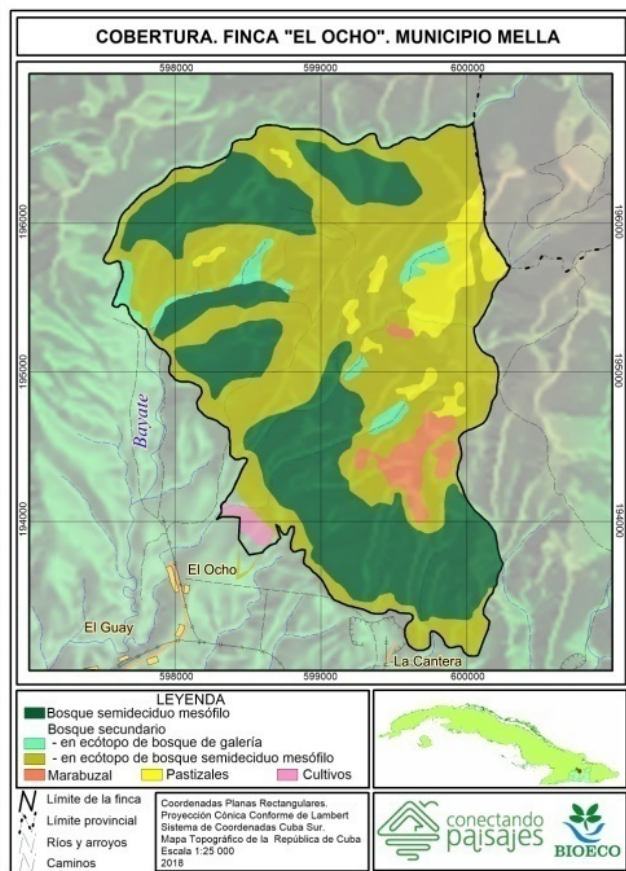 COBERTURA. FINCA "EL OCHO". MUNICIPIO MELLA
598000 599000 600000
196000 196000
195000 195000
Bayate
194000 194000
El Ocho
El Guay
La Cantera
598000 599000 600000
LEYENDA
Bosque semideciduo mesófilo
Bosque secundario
- en ecótopo de bosque de galería
- en ecótopo de bosque semideciduo mesófilo
Marabuzal Pastizales Cultivos
Límite de la finca
Límite provincial
Ríos y arroyos
Caminos
Coordenadas Planas Rectangulares.
Proyección Cónica Conforme de Lambert
Sistema de Coordenadas Cuba Sur.
Mapa Topográfico de la República de Cuba
Escala 1:25 000
2018
conectando
paisajes
BIOECO